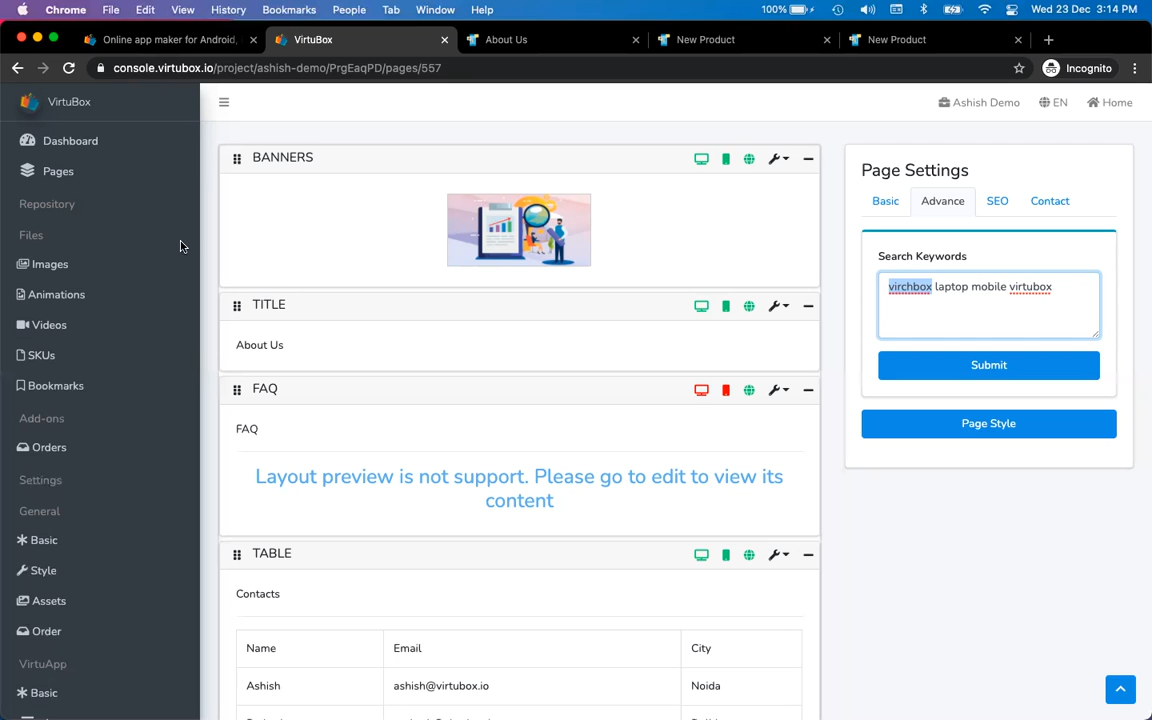 Chrome File Edit View History Bookmarks People Tab Window Help 100% Wed 23 Dec 3:14 PM
Online app maker for Android, VirtuBox About Us New Product New Product
console.virtubox.io/project/ashish-demo/PrgEaqPD/pages/557 Incognito
VirtuBox
Ashish Demo EN Home
Dashboard
Pages
Repository
Files
Images
Animations
Videos
SKUs
Bookmarks
Add-ons
Orders
Settings
General
Basic
Style
Assets
Order
VirtuApp
Basic
BANNERS
TITLE
About Us
FAQ
FAQ
Layout preview is not support. Please go to edit to view its
content
TABLE
Contacts
Name Email City
Ashish ashish@virtubox.io Noida
Page Settings
Basic Advance SEO Contact
Search Keywords
virchbox laptop mobile virtubox
Submit
Page Style